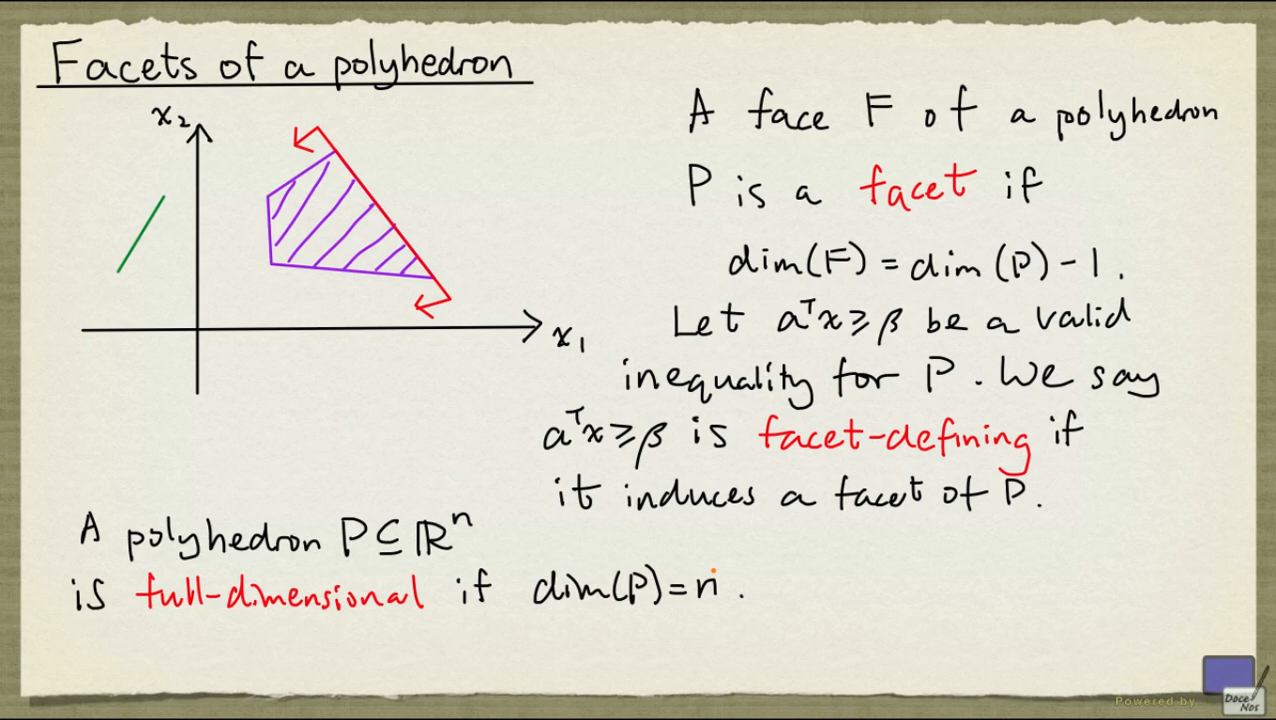 Facets of a polyhedron
x₂
x₁
A face F of a polyhedron
P is a facet if
dim(F) = dim (P) - 1.
Let aᵀx ≥ β be a valid
inequality for P. We say
aᵀx ≥ β is facet-defining if
it induces a facet of P.
A polyhedron P ⊆ ℝⁿ
is full-dimensional if dim(P) = n.
Powered by
Doce
Nos